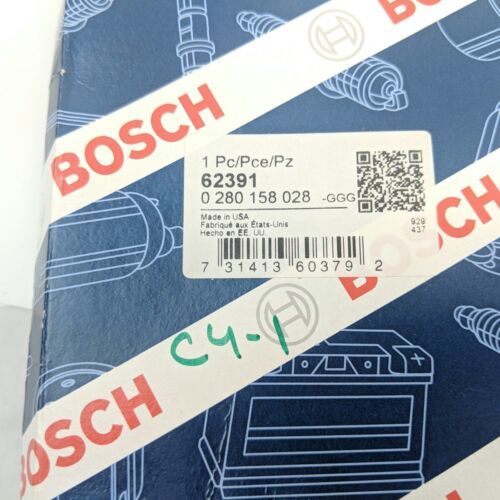 BOSCH
BOSCH
1 Pc/Pce/Pz
62391
0 280 158 028 -GGG
Made in USA
Fabriqué aux États-Unis
Hecho en EE. UU.
929
437
7 31413 60379 2
BOSCH
C4-1
BOSCH